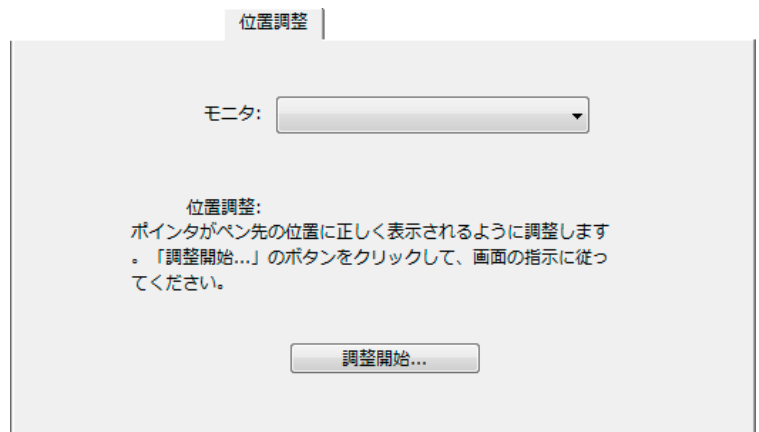 位置調整
モニタ:
位置調整:
ポインタがペン先の位置に正しく表示されるように調整します
。「調整開始...」のボタンをクリックして、画面の指示に従っ
てください。
調整開始...